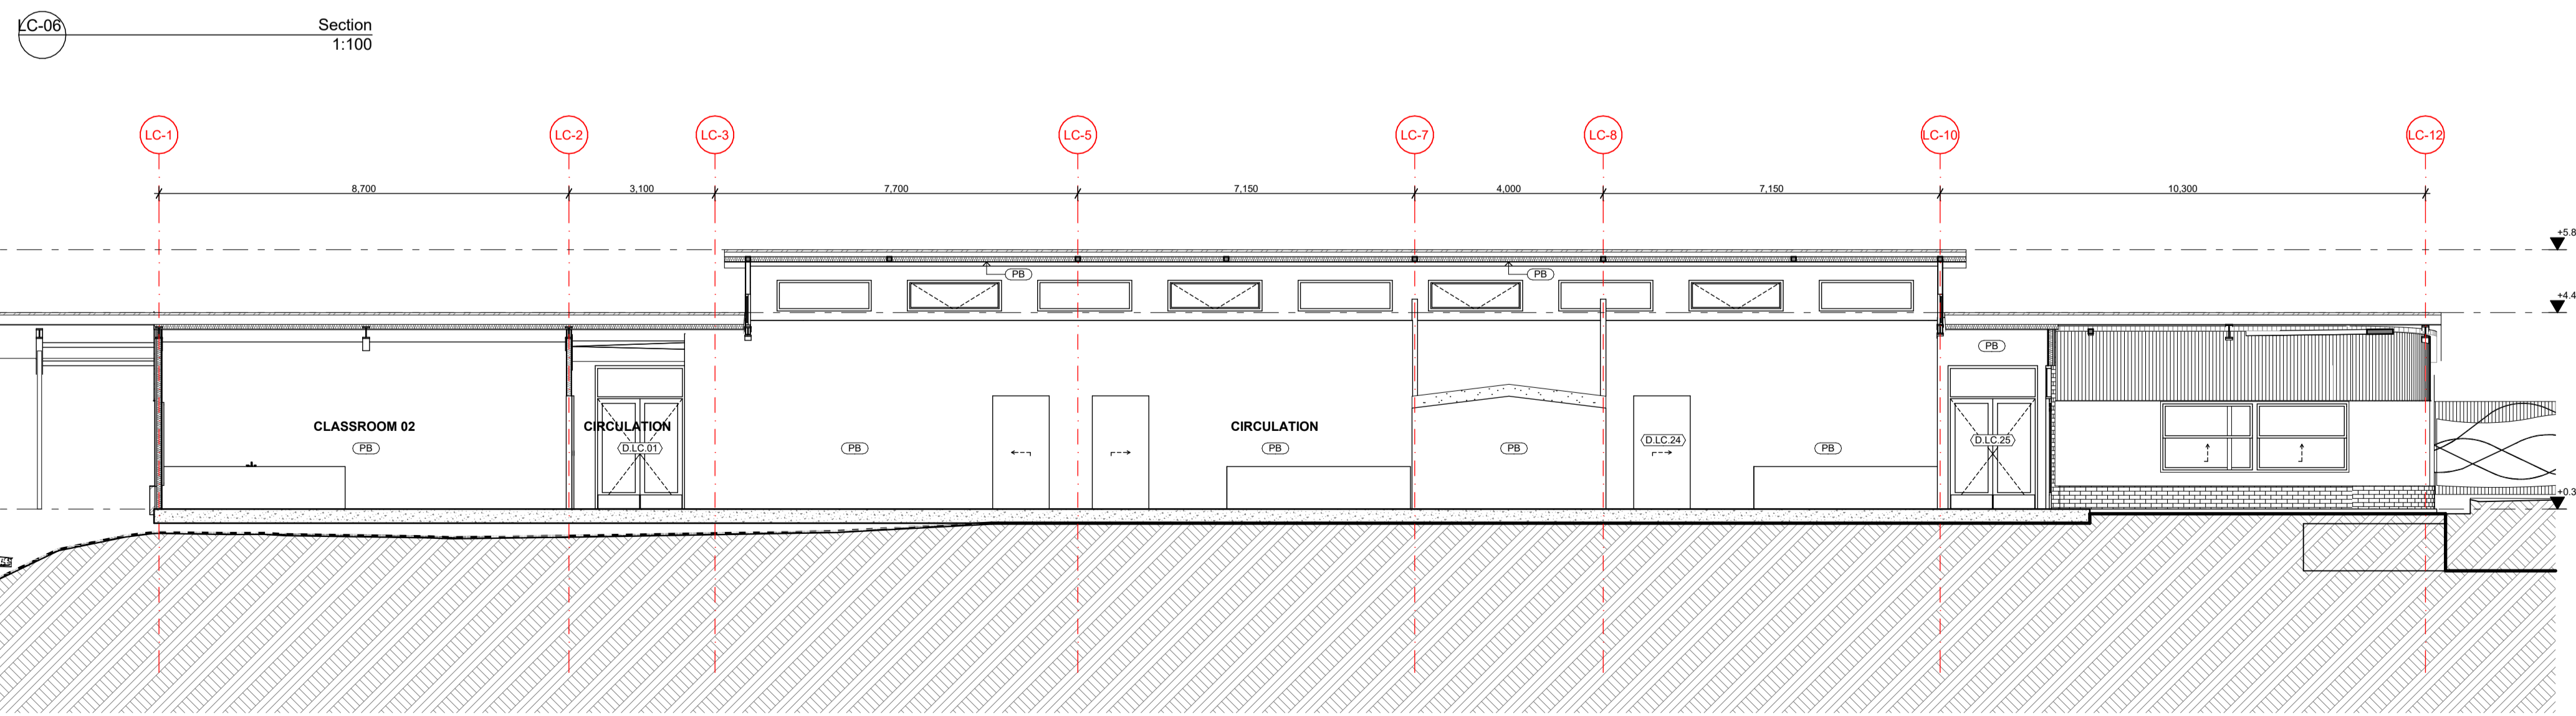 LC-06
Section
1:100
LC-1
LC-2
LC-3
LC-5
LC-7
LC-8
LC-10
LC-12
8,700
3,100
7,700
7,150
4,000
7,150
10,300
+5.8
PB
PB
+4.4
PB
CLASSROOM 02
CIRCULATION
CIRCULATION
PB
D.LC.01
PB
PB
PB
D.LC.24
PB
D.LC.25
+0.3